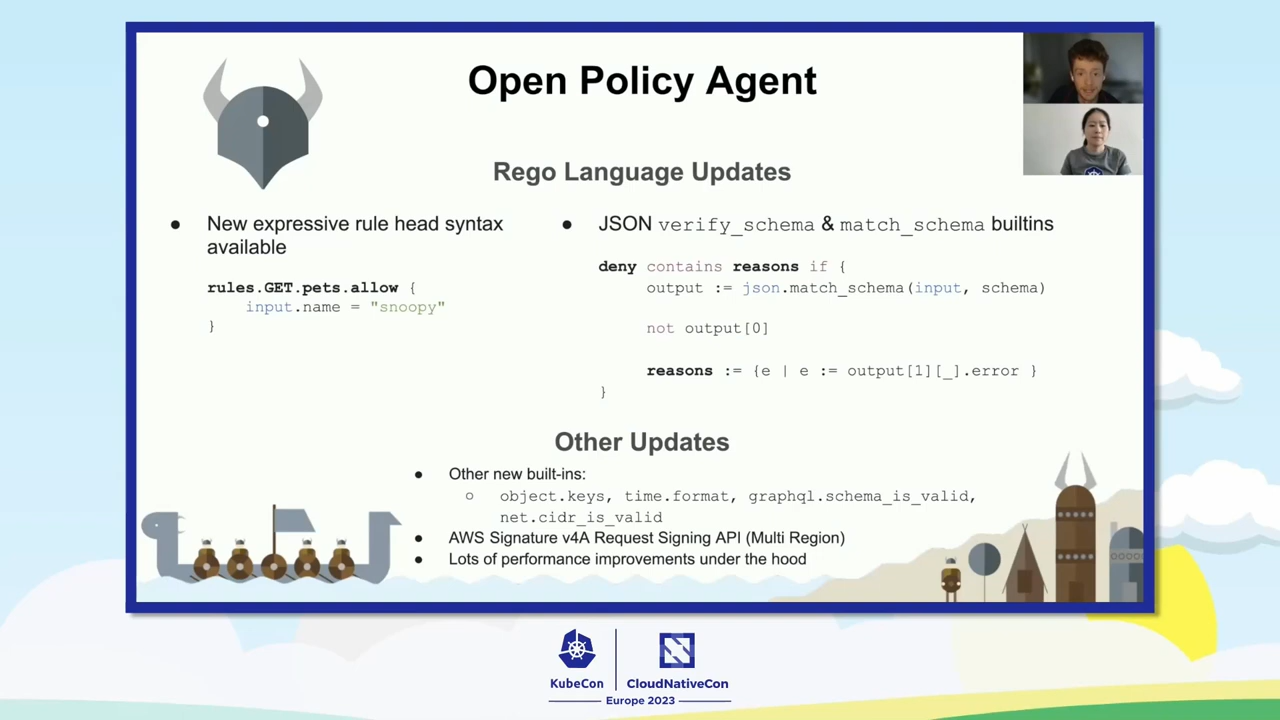 Open Policy Agent
Rego Language Updates
● New expressive rule head syntax
available
rules.GET.pets.allow {
input.name = "snoopy"
}
● JSON verify_schema & match_schema builtins
deny contains reasons if {
output := json.match_schema(input, schema)
not output[0]
reasons := {e | e := output[1][_].error }
}
Other Updates
● Other new built-ins:
○ object.keys, time.format, graphql.schema_is_valid,
net.cidr_is_valid
● AWS Signature v4A Request Signing API (Multi Region)
● Lots of performance improvements under the hood
KubeCon
CloudNativeCon
Europe 2023